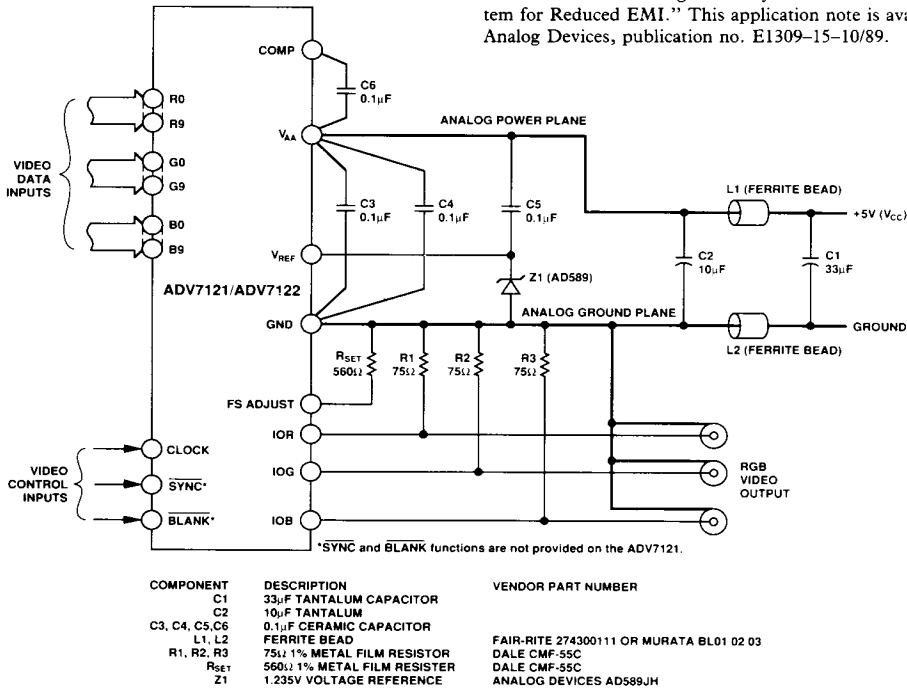 tem for Reduced EMI.” This application note is
Analog Devices, publication no. E1309–15–10/89.
COMP
C6
0.1µF
R0
R9
VAA
ANALOG POWER PLANE
G0
G9
VIDEO
DATA
INPUTS
B0
B9
C3
0.1µF
C4
0.1µF
C5
0.1µF
L1 (FERRITE BEAD)
+5V (VCC)
C2
10µF
C1
33µF
VREF
Z1 (AD589)
ADV7121/ADV7122
GND
ANALOG GROUND PLANE
GROUND
L2 (FERRITE BEAD)
RSET
560Ω
R1
75Ω
R2
75Ω
R3
75Ω
FS ADJUST
IOR
CLOCK
VIDEO
CONTROL
INPUTS
SYNC*
IOG
RGB
VIDEO
OUTPUT
BLANK*
IOB
*SYNC and BLANK functions are not provided on the ADV7121.
COMPONENT DESCRIPTION VENDOR PART NUMBER
C1 33µF TANTALUM CAPACITOR
C2 10µF TANTALUM
C3, C4, C5,C6 0.1µF CERAMIC CAPACITOR
L1, L2 FERRITE BEAD FAIR-RITE 274300111 OR MURATA BL01 02 03
R1, R2, R3 75Ω 1% METAL FILM RESISTOR DALE CMF-55C
RSET 560Ω 1% METAL FILM RESISTER DALE CMF-55C
Z1 1.235V VOLTAGE REFERENCE ANALOG DEVICES AD589JH